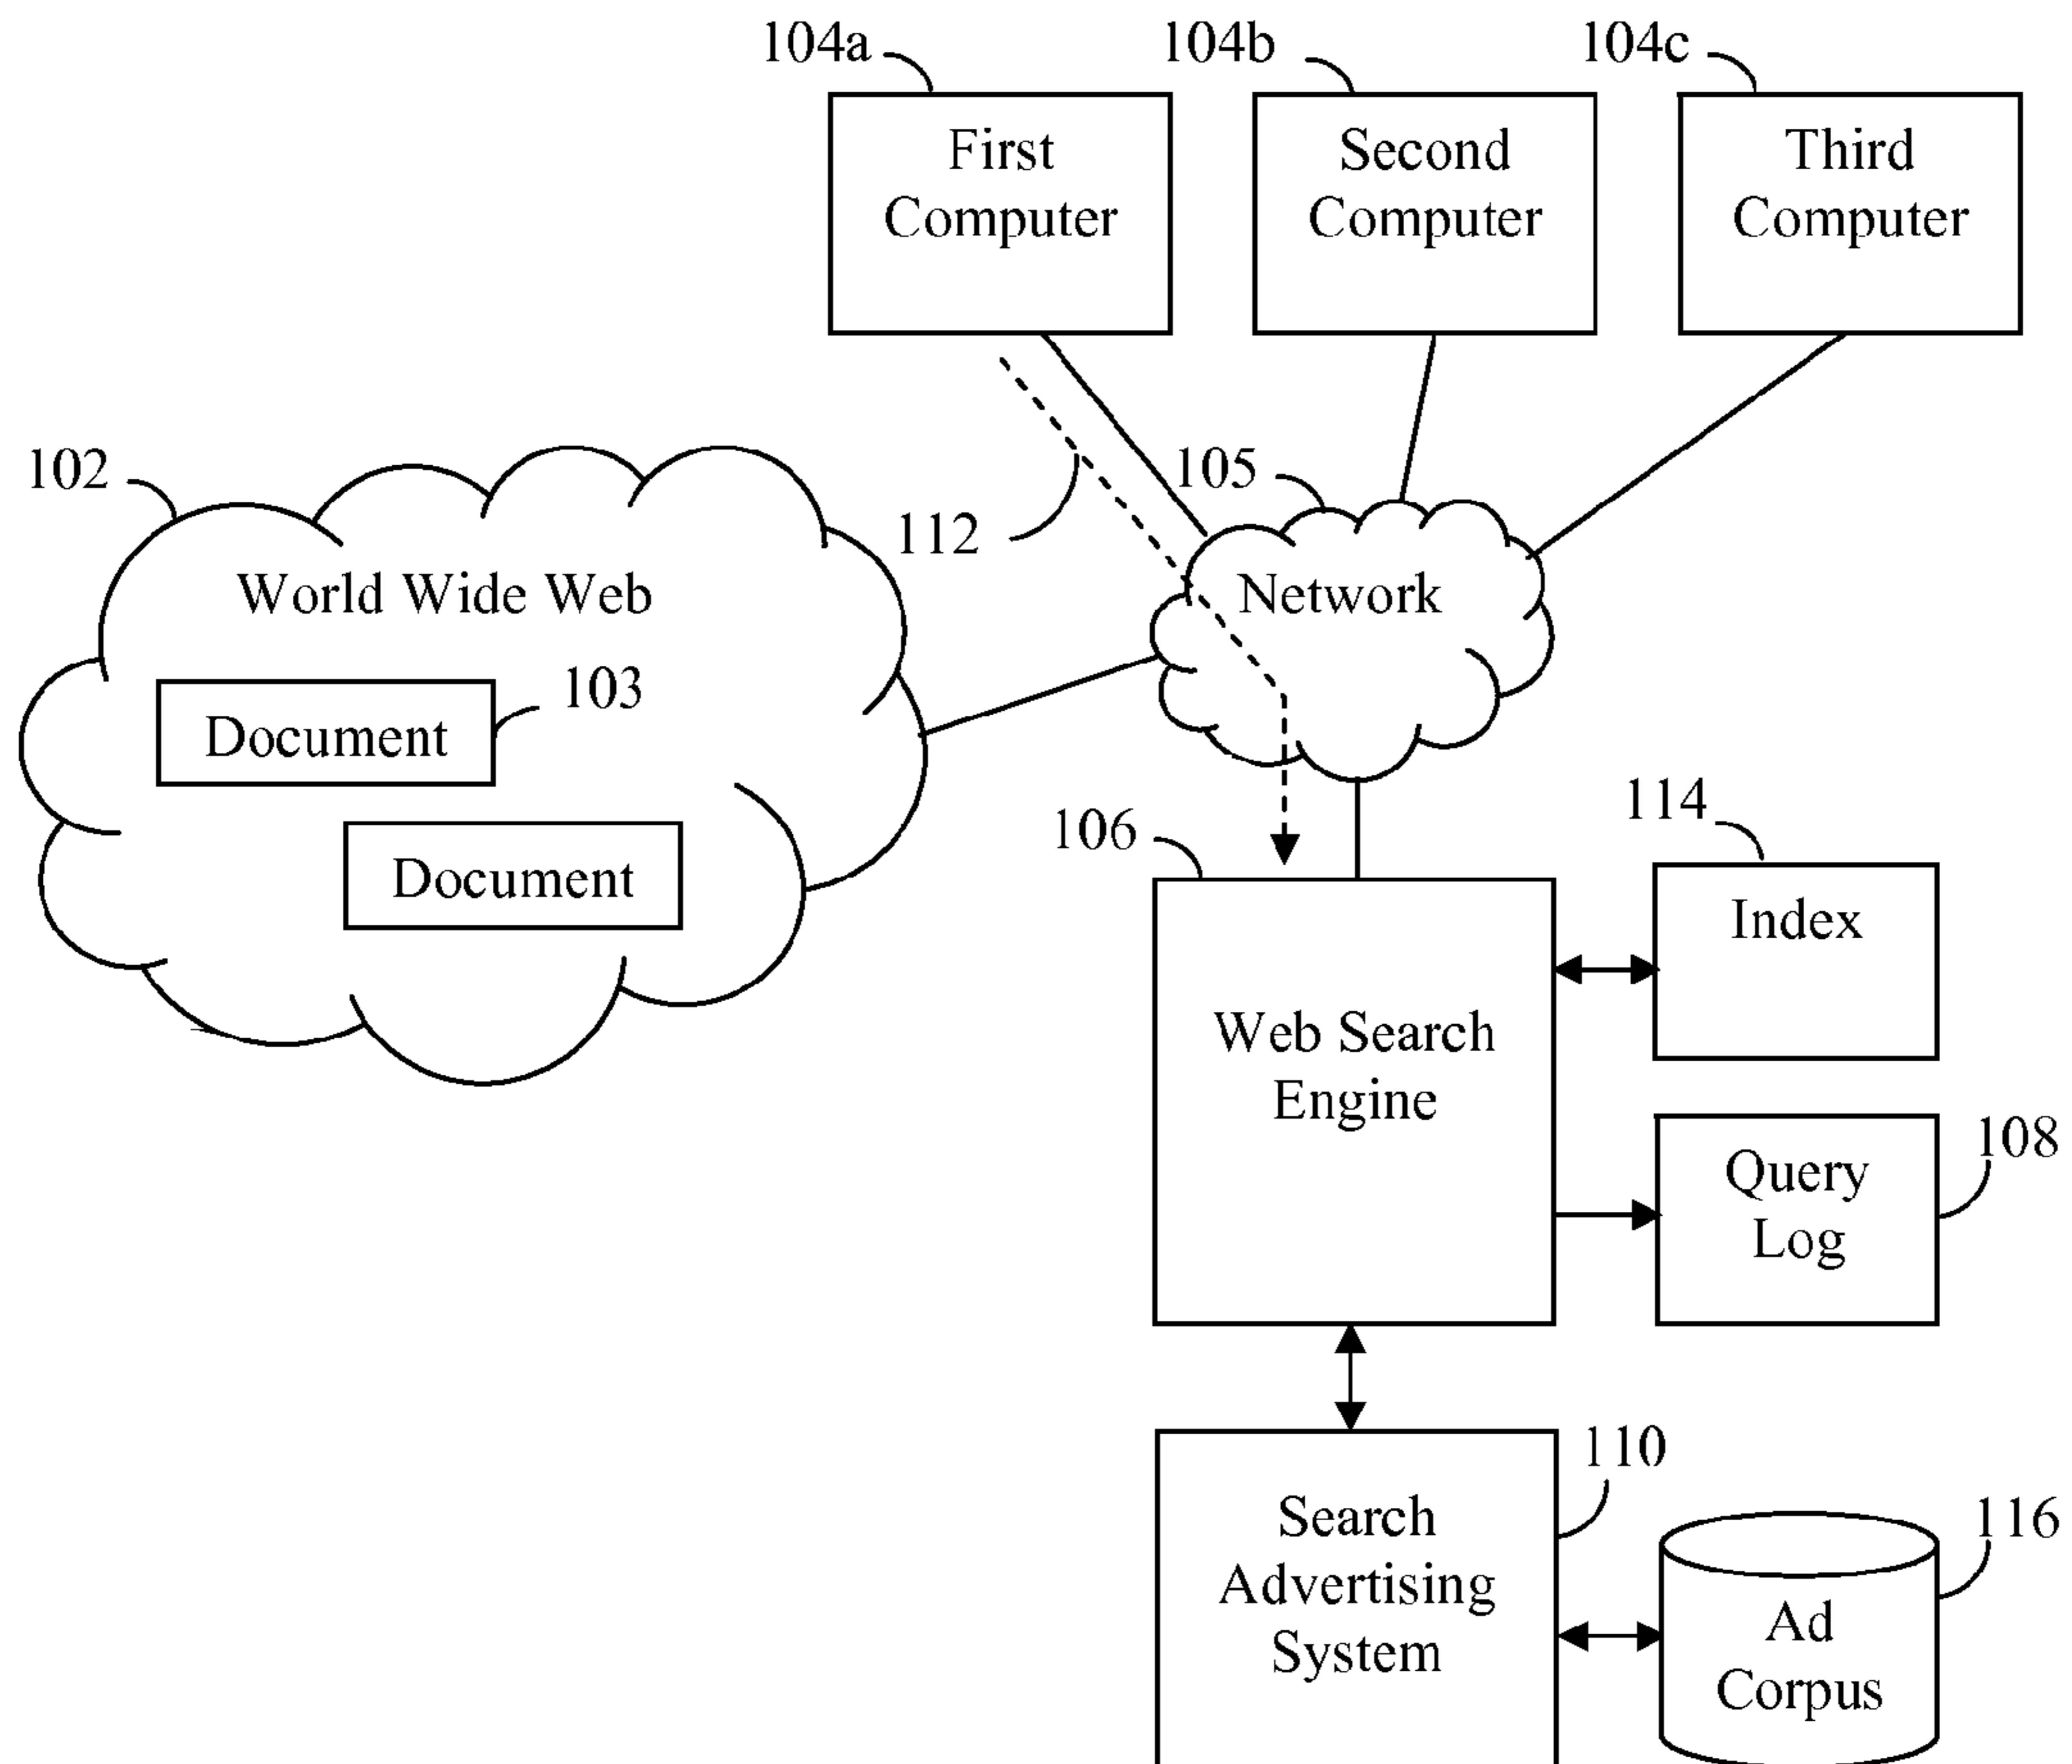 104a
104b
104c
First
Computer
Second
Computer
Third
Computer
102
105
112
World Wide Web
Network
103
Document
Document
106
114
Index
Web Search
Engine
108
Query
Log
110
Search
Advertising
System
116
Ad
Corpus